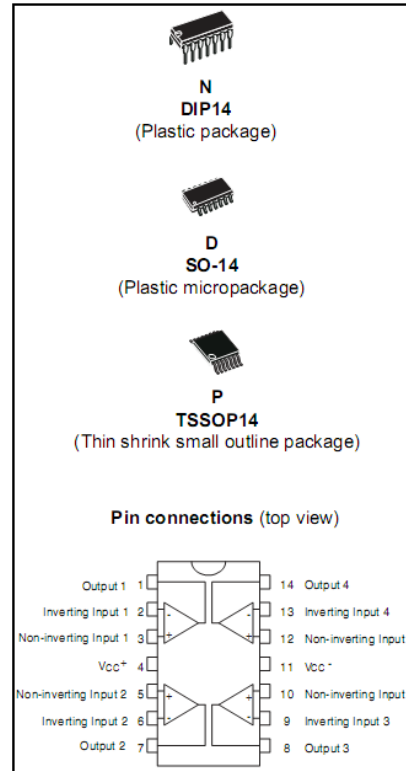 N
DIP14
(Plastic package)
D
SO-14
(Plastic micropackage)
P
TSSOP14
(Thin shrink small outline package)
Pin connections (top view)
Output 1 1 14 Output 4
Inverting Input 1 2 - - 13 Inverting Input 4
Non-inverting Input 1 3 + + 12 Non-inverting Input
Vcc+ 4 11 Vcc -
Non-inverting Input 2 5 + + 10 Non-inverting Input
Inverting Input 2 6 - - 9 Inverting Input 3
Output 2 7 8 Output 3